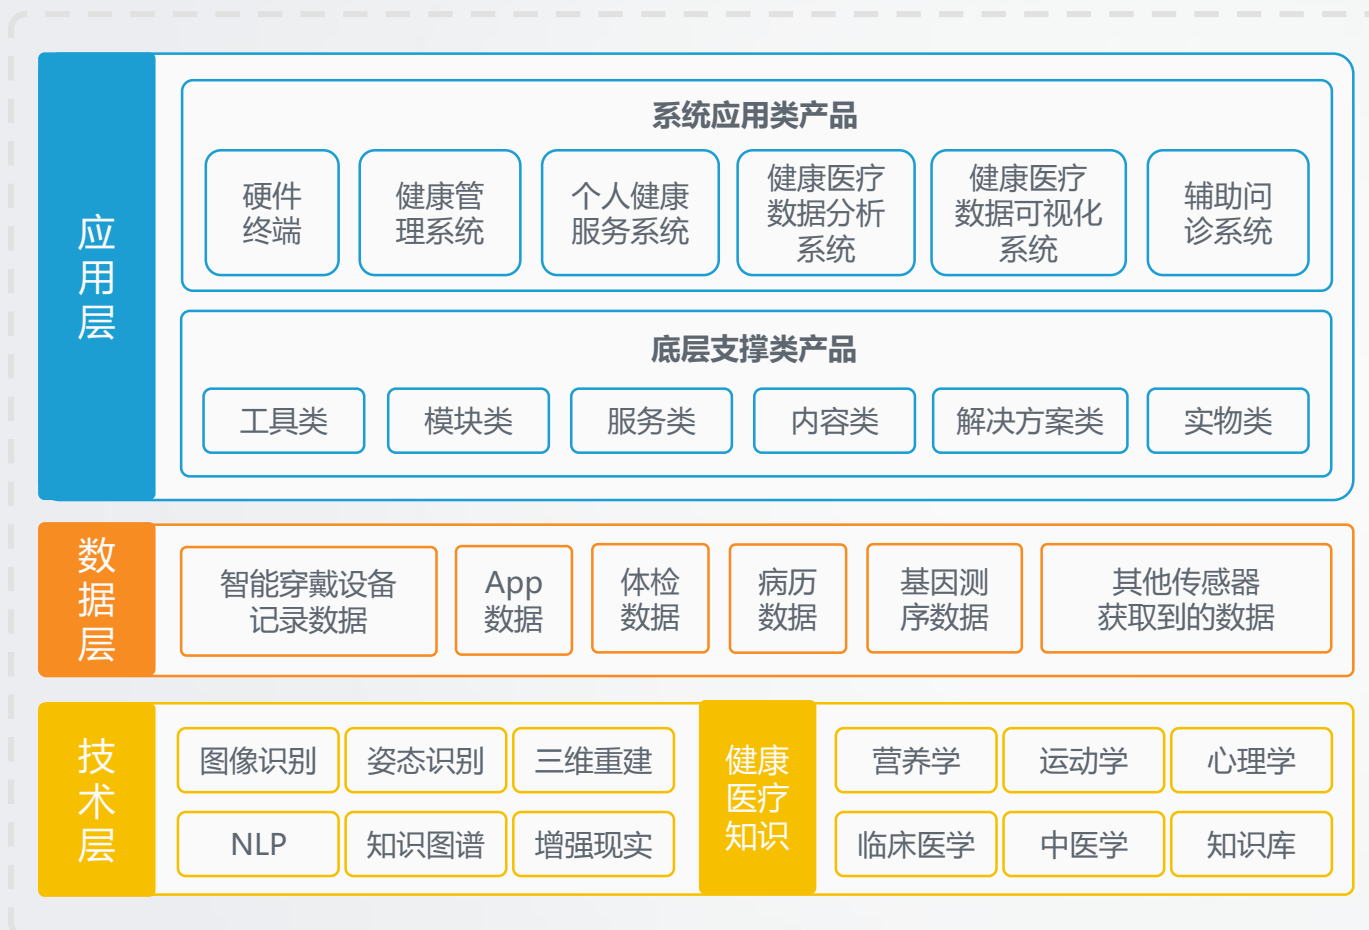 应用层
系统应用类产品
硬件
终端
健康管
理系统
个人健康
服务系统
健康医疗
数据分析
系统
健康医疗
数据可视化
系统
辅助问
诊系统
底层支撑类产品
工具类
模块类
服务类
内容类
解决方案类
实物类
数据层
智能穿戴设备
记录数据
App
数据
体检
数据
病历
数据
基因测
序数据
其他传感器
获取到的数据
技术层
图像识别
姿态识别
三维重建
NLP
知识图谱
增强现实
健康
医疗
知识
营养学
运动学
心理学
临床医学
中医学
知识库